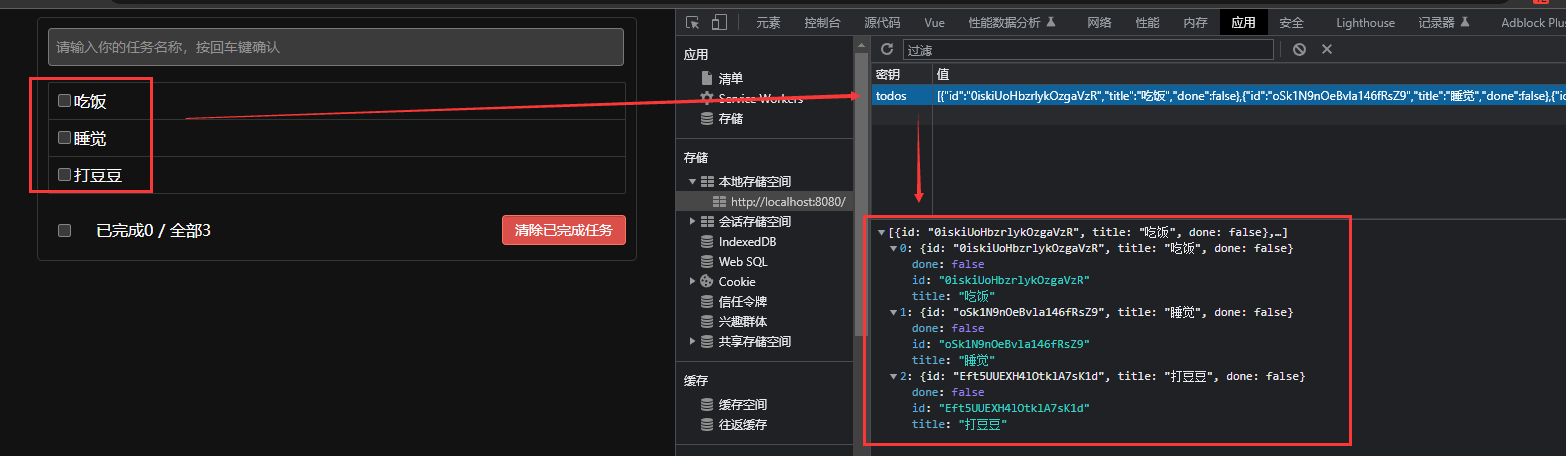 请输入你的任务名称，按回车键确认
吃饭
睡觉
打豆豆
已完成0 / 全部3
清除已完成任务
元素 控制台 源代码 Vue 性能数据分析 网络 性能 内存 应用 安全 Lighthouse 记录器 Adblock Plus
应用
清单
Service Workers
存储
存储
本地存储空间
http://localhost:8080/
会话存储空间
IndexedDB
Web SQL
Cookie
信任令牌
兴趣群体
共享存储空间
缓存
缓存空间
往返缓存
过滤
密钥 值
todos [{"id":"0iskiUoHbzrlykOzgaVzR","title":"吃饭","done":false},{"id":"oSk1N9nOeBvla146fRsZ9","title":"睡觉","done":false},{"id
[{id: "0iskiUoHbzrlykOzgaVzR", title: "吃饭", done: false},…]
0: {id: "0iskiUoHbzrlykOzgaVzR", title: "吃饭", done: false}
done: false
id: "0iskiUoHbzrlykOzgaVzR"
title: "吃饭"
1: {id: "oSk1N9nOeBvla146fRsZ9", title: "睡觉", done: false}
done: false
id: "oSk1N9nOeBvla146fRsZ9"
title: "睡觉"
2: {id: "Eft5UUEXH4lOtklA7sK1d", title: "打豆豆", done: false}
done: false
id: "Eft5UUEXH4lOtklA7sK1d"
title: "打豆豆"